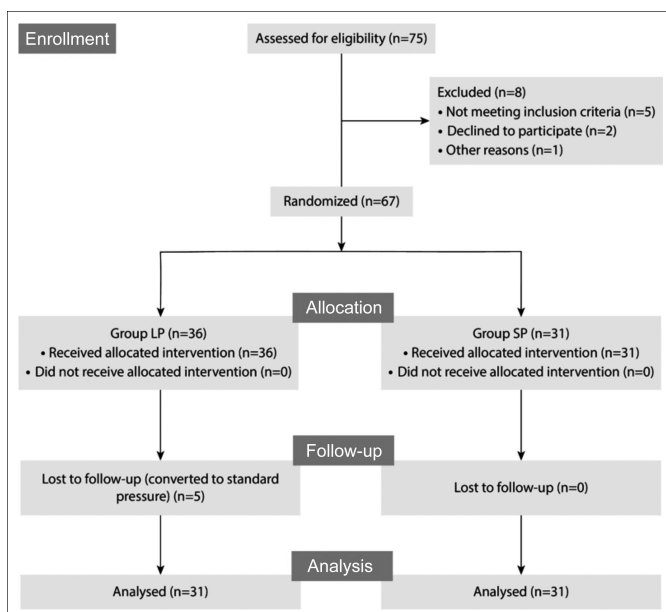 Enrollment
Assessed for eligibility (n=75)
Excluded (n=8)
• Not meeting inclusion criteria (n=5)
• Declined to participate (n=2)
• Other reasons (n=1)
Randomized (n=67)
Allocation
Group LP (n=36)
• Received allocated intervention (n=36)
• Did not receive allocated intervention (n=0)
Group SP (n=31)
• Received allocated intervention (n=31)
• Did not receive allocated intervention (n=0)
Follow-up
Lost to follow-up (converted to standard
pressure) (n=5)
Lost to follow-up (n=0)
Analysis
Analysed (n=31)
Analysed (n=31)